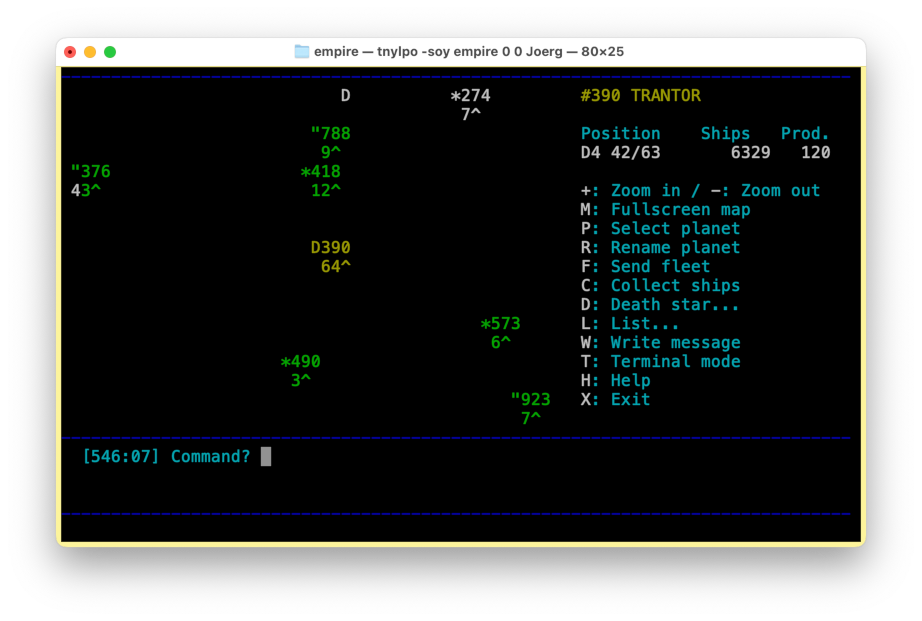 empire — tnylpo -soy empire 0 0 Joerg — 80×25
D *274 #390 TRANTOR
7^
"788 Position Ships Prod.
9^ D4 42/63 6329 120
"376 *418
43^ 12^ +: Zoom in / -: Zoom out
M: Fullscreen map
P: Select planet
D390 R: Rename planet
64^ F: Send fleet
C: Collect ships
D: Death star...
*573 L: List...
6^ W: Write message
*490 T: Terminal mode
3^ H: Help
"923 X: Exit
7^
[546:07] Command?